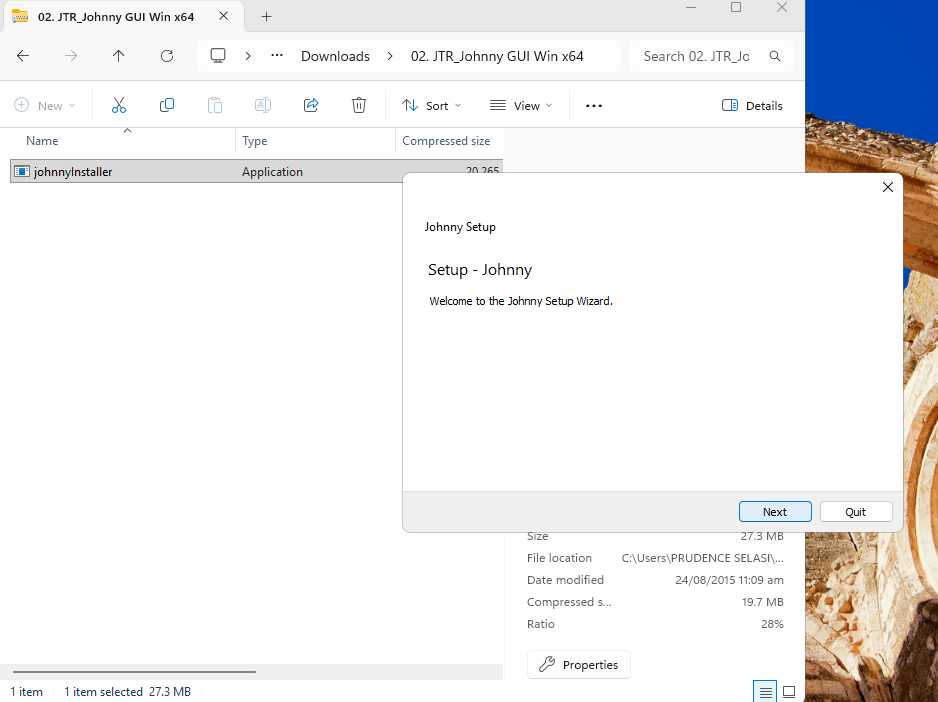 02. JTR_Johnny GUI Win x64
Downloads
02. JTR_Johnny GUI Win x64
Search 02. JTR_Jo
New
Sort
View
Details
Name
Type
Compressed size
johnnyInstaller
Application
20,265
Johnny Setup
Setup - Johnny
Welcome to the Johnny Setup Wizard.
Next
Quit
Size 27.3 MB
File location C:\Users\PRUDENCE SELASI\...
Date modified 24/08/2015 11:09 am
Compressed s... 19.7 MB
Ratio 28%
Properties
1 item 1 item selected 27.3 MB